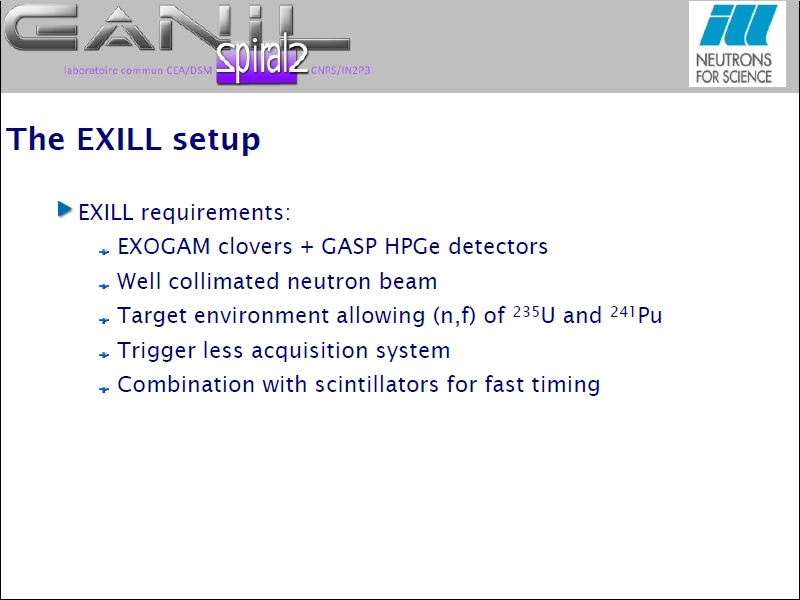 GANIL
spiral2
laboratoire commun CEA/DSM CNRS/IN2P3
ill
NEUTRONS
FOR SCIENCE
The EXILL setup
EXILL requirements:
EXOGAM clovers + GASP HPGe detectors
Well collimated neutron beam
Target environment allowing (n,f) of ²³⁵U and ²⁴¹Pu
Trigger less acquisition system
Combination with scintillators for fast timing